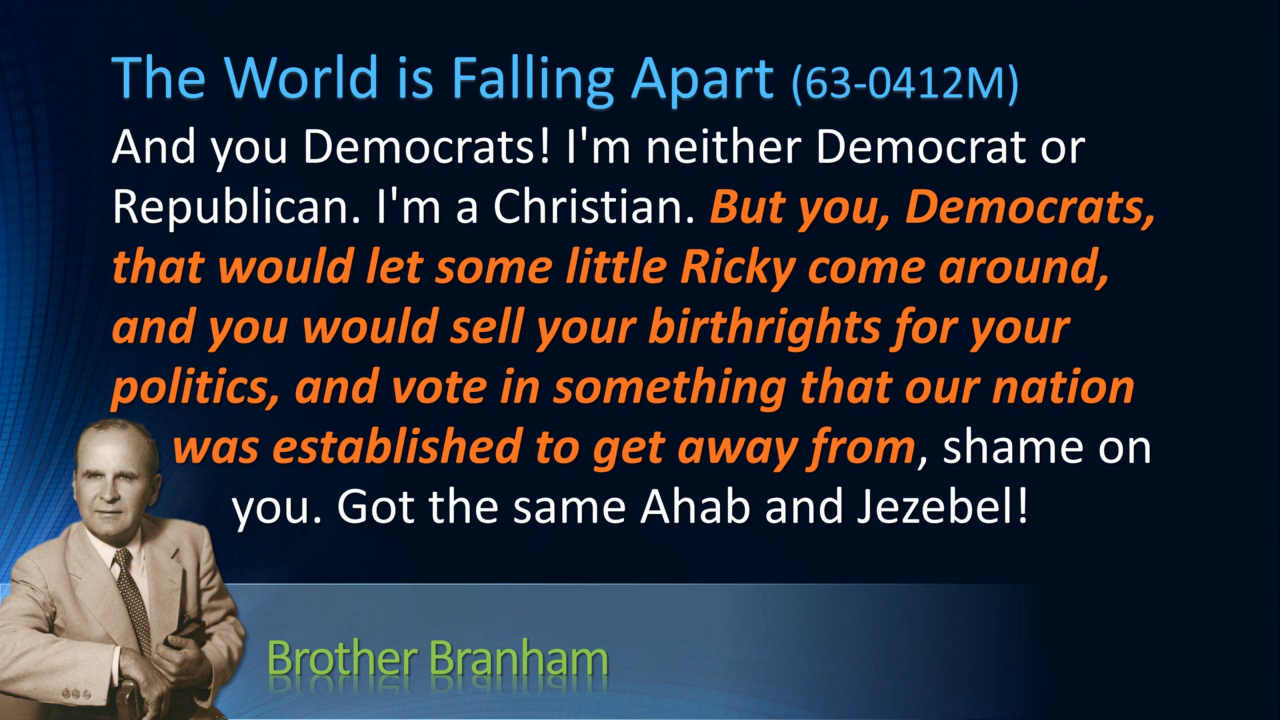 The World is Falling Apart (63-0412M)
And you Democrats! I'm neither Democrat or
Republican. I'm a Christian. But you, Democrats,
that would let some little Ricky come around,
and you would sell your birthrights for your
politics, and vote in something that our nation
was established to get away from, shame on
you. Got the same Ahab and Jezebel!
Brother Branham